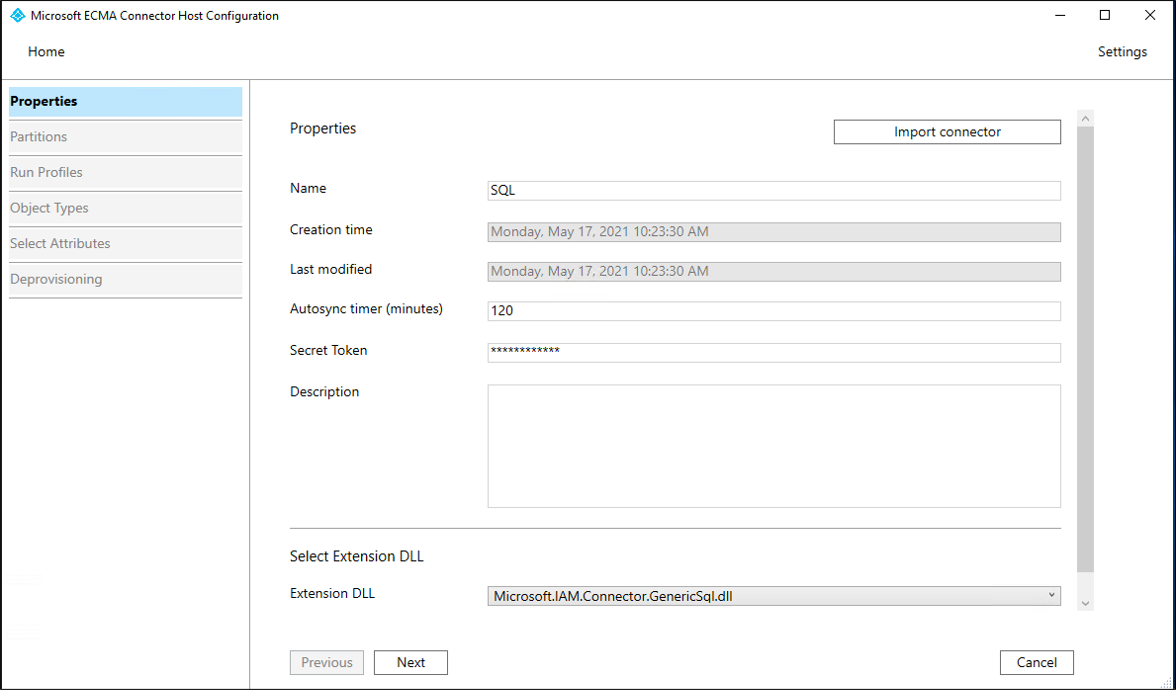 Microsoft ECMA Connector Host Configuration
Home
Settings
Properties
Partitions
Run Profiles
Object Types
Select Attributes
Deprovisioning
Properties
Import connector
Name
SQL
Creation time
Monday, May 17, 2021 10:23:30 AM
Last modified
Monday, May 17, 2021 10:23:30 AM
Autosync timer (minutes)
120
Secret Token
************
Description
Select Extension DLL
Extension DLL
Microsoft.IAM.Connector.GenericSql.dll
Previous
Next
Cancel